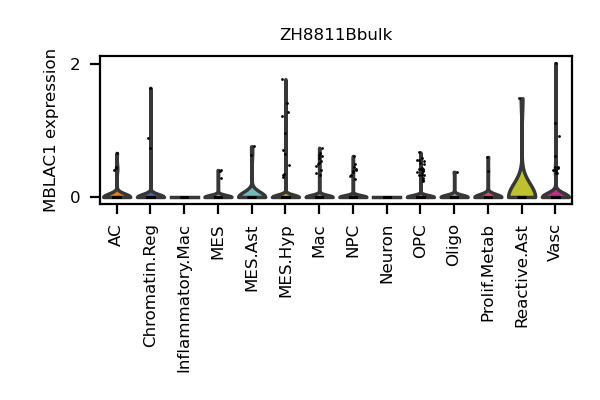 ZH8811Bbulk
MBLAC1 expression
2
0
AC
Chromatin.Reg
Inflammatory.Mac
MES
MES.Ast
MES.Hyp
Mac
NPC
Neuron
OPC
Oligo
Prolif.Metab
Reactive.Ast
Vasc